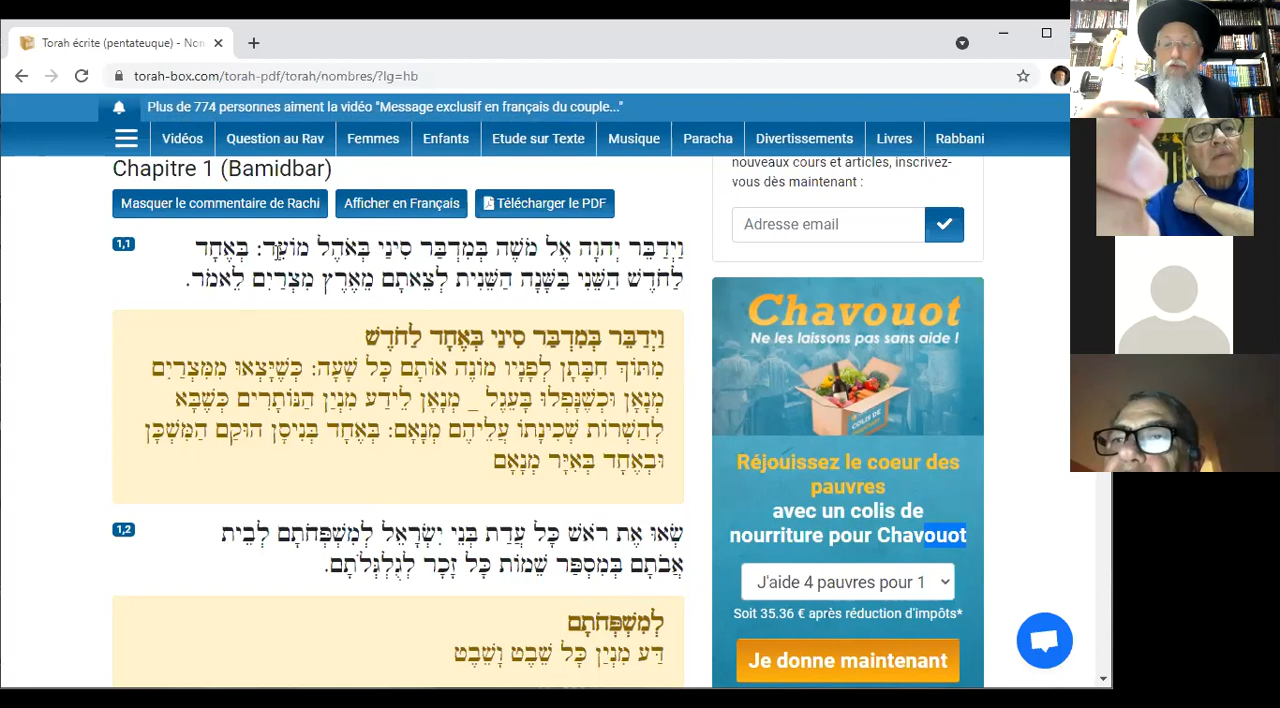 Torah écrite (pentateuque) - Non
torah-box.com/torah-pdf/torah/nombres/?lg=hb
Plus de 774 personnes aiment la vidéo "Message exclusif en français du couple..."
Vidéos
Question au Rav
Femmes
Enfants
Etude sur Texte
Musique
Paracha
Divertissements
Livres
Rabbani
Chapitre 1 (Bamidbar)
Masquer le commentaire de Rachi
Afficher en Français
Télécharger le PDF
1,1
וַיְדַבֵּר יְהוָה אֶל מֹשֶׁה בְּמִדְבַּר סִינַי בְּאֹהֶל מוֹעֵד: בְּאֶחָד
לַחֹדֶשׁ הַשֵּׁנִי בַּשָּׁנָה הַשֵּׁנִית לְצֵאתָם מֵאֶרֶץ מִצְרַיִם לֵאמֹר.
וַיְדַבֵּר בְּמִדְבַּר סִינַי בְּאֶחָד לַחֹדֶשׁ
מִתּוֹךְ חִבָּתָן לְפָנָיו מוֹנֶה אוֹתָם כָּל שָׁעָה: כְּשֶׁיָּצְאוּ מִמִּצְרַיִם
מְנָאָן וּכְשֶׁנָּפְלוּ בָּעֵגֶל _ מְנָאָן לֵידַע מִנְיַן הַנּוֹתָרִים כְּשֶׁבָּא
לְהַשְׁרוֹת שְׁכִינָתוֹ עֲלֵיהֶם מְנָאָם: בְּאֶחָד בְּנִיסָן הוּקַם הַמִּשְׁכָּן
וּבְאֶחָד בְּאִיָּר מְנָאָם
1,2
שְׂאוּ אֶת רֹאשׁ כָּל עֲדַת בְּנֵי יִשְׂרָאֵל לְמִשְׁפְּחֹתָם לְבֵית
אֲבֹתָם בְּמִסְפַּר שֵׁמוֹת כָּל זָכָר לְגֻלְגְּלֹתָם.
לְמִשְׁפְּחֹתָם
דַּע מִנְיַן כָּל שֵׁבֶט וָשֵׁבֶט
nouveaux cours et articles, inscrivez-
vous dès maintenant :
Adresse email
Chavouot
Ne les laissons pas sans aide !
COLIS DE
Réjouissez le coeur des
pauvres
avec un colis de
nourriture pour Chavouot
J'aide 4 pauvres pour 1
Soit 35.36 € après réduction d'impôts*
Je donne maintenant